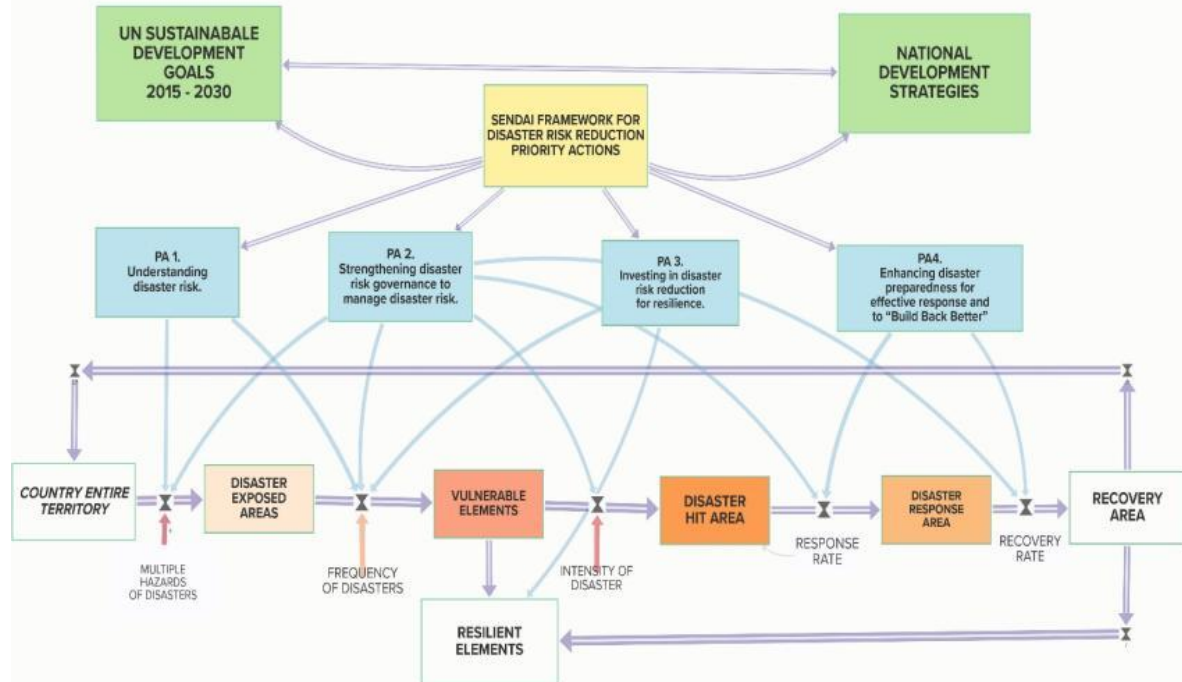 UN SUSTAINABALE
DEVELOPMENT
GOALS
2015 - 2030
NATIONAL
DEVELOPMENT
STRATEGIES
SENDAI FRAMEWORK FOR
DISASTER RISK REDUCTION
PRIORITY ACTIONS
PA 1.
Understanding
disaster risk.
PA 2.
Strengthening disaster
risk governance to
manage disaster risk.
PA 3.
Investing in disaster
risk reduction
for resilience.
PA4.
Enhancing disaster
preparedness for
effective response and
to “Build Back Better”
COUNTRY ENTIRE
TERRITORY
DISASTER
EXPOSED
AREAS
VULNERABLE
ELEMENTS
DISASTER
HIT AREA
DISASTER
RESPONSE
AREA
RECOVERY
AREA
MULTIPLE
HAZARDS
OF DISASTERS
FREQUENCY
OF DISASTERS
INTENSITY OF
DISASTER
RESPONSE
RATE
RECOVERY
RATE
RESILIENT
ELEMENTS